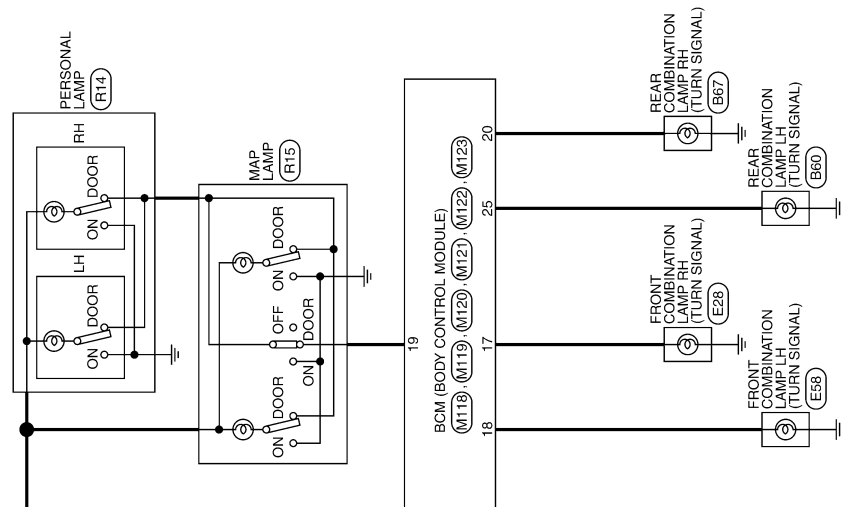 PERSONAL
LAMP
R14
RH
DOOR
ON
LH
DOOR
ON
MAP
LAMP
R15
DOOR
ON
OFF
DOOR
ON
DOOR
ON
19
BCM (BODY CONTROL MODULE)
M118 , M119 , M120 , M121 , M122 , M123
20
25
17
18
REAR
COMBINATION
LAMP RH
(TURN SIGNAL)
B67
REAR
COMBINATION
LAMP LH
(TURN SIGNAL)
B60
FRONT
COMBINATION
LAMP RH
(TURN SIGNAL)
E28
FRONT
COMBINATION
LAMP LH
(TURN SIGNAL)
E58